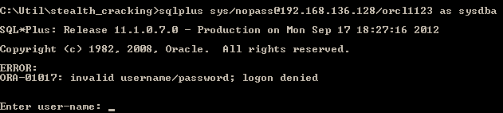 C:\Util\stealth_cracking>sqlplus sys/nopass@192.168.136.128/orcl1123 as sysdba
SQL*Plus: Release 11.1.0.7.0 - Production on Mon Sep 17 18:27:16 2012
Copyright (c) 1982, 2008, Oracle.  All rights reserved.
ERROR:
ORA-01017: invalid username/password; logon denied
Enter user-name: _